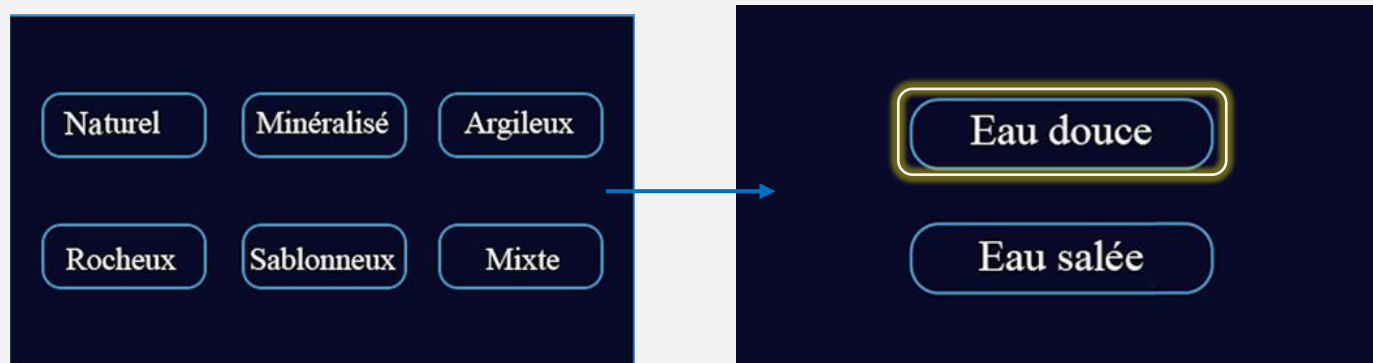 Naturel
Minéralisé
Argileux
Rocheux
Sablonneux
Mixte
Eau douce
Eau salée